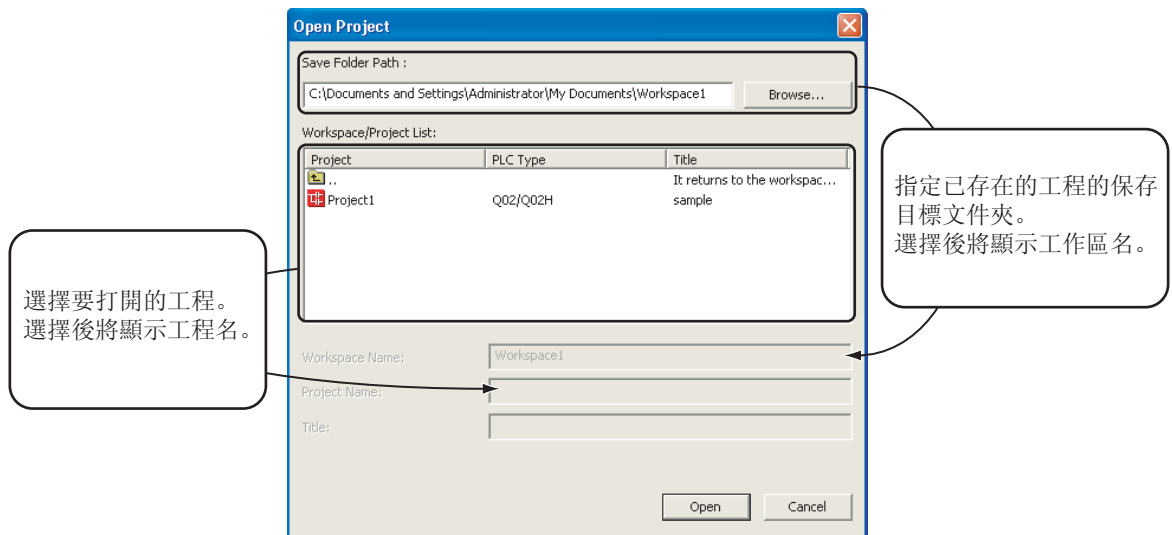 Open Project
Save Folder Path :
C:\Documents and Settings\Administrator\My Documents\Workspace1
Browse...
Workspace/Project List:
Project PLC Type Title
.. It returns to the workspac...
Project1 Q02/Q02H sample
Workspace Name: Workspace1
Project Name:
Title:
Open Cancel
選擇要打開的工程。
選擇後將顯示工程名。
指定已存在的工程的保存
目標文件夾。
選擇後將顯示工作區名。